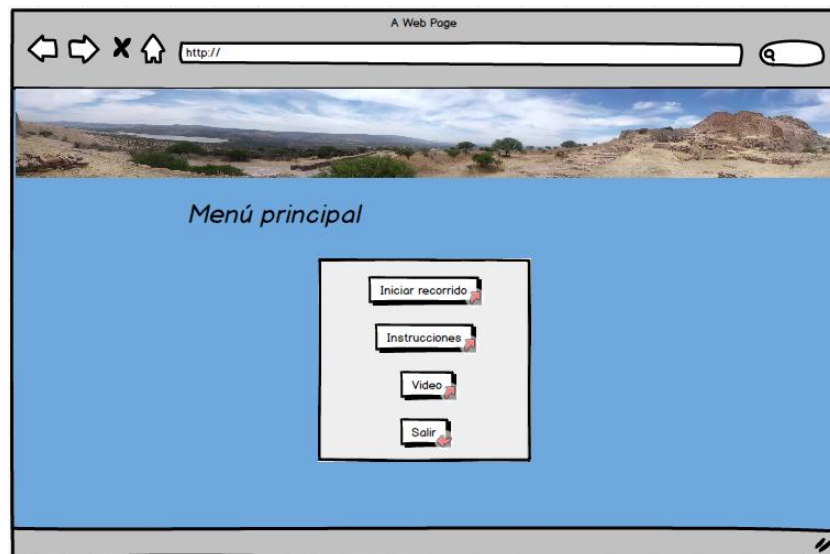 A Web Page
http://
Menú principal
Iniciar recorrido
Instrucciones
Video
Salir